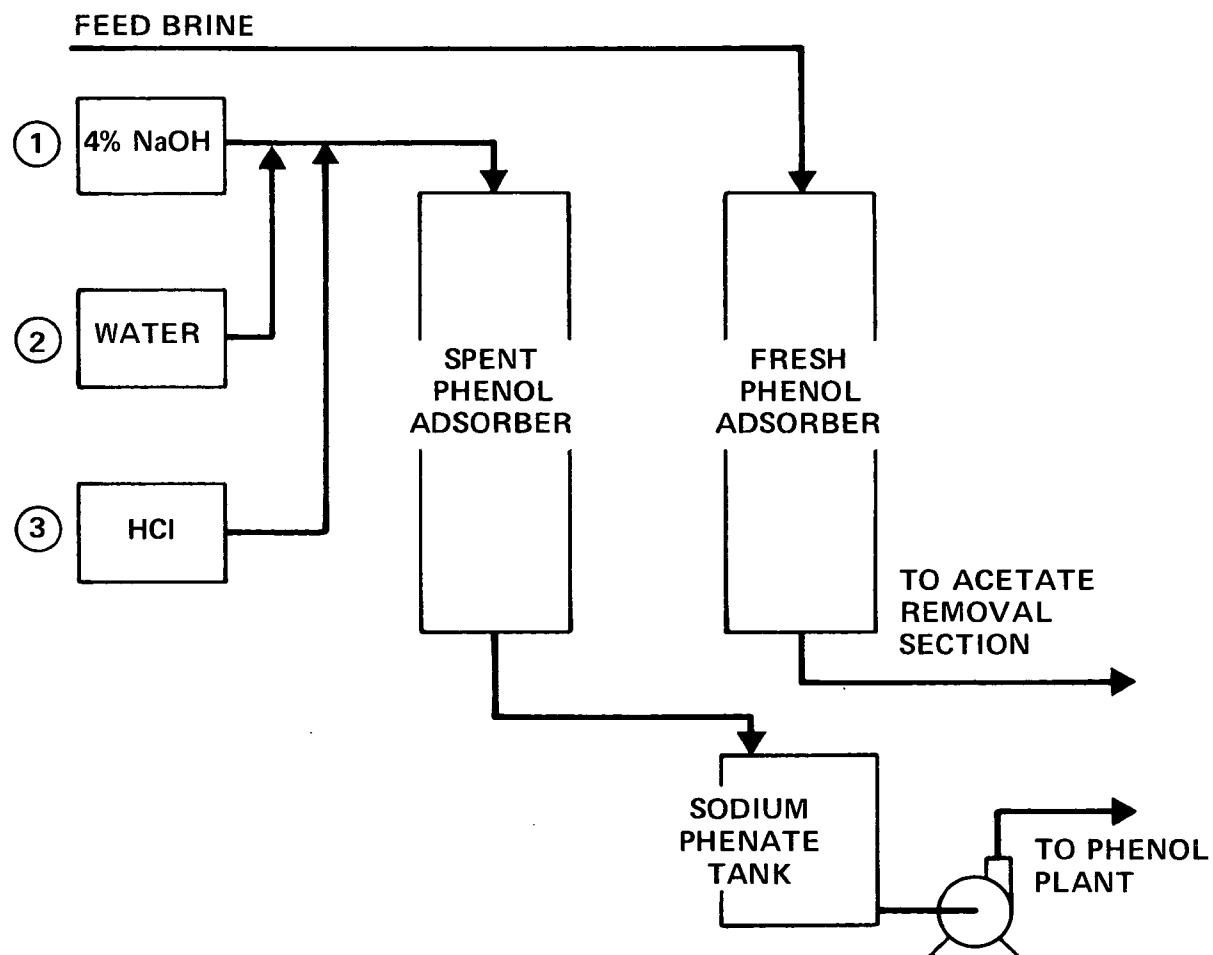 FEED BRINE
1
4% NaOH
2
WATER
3
HCl
SPENT
PHENOL
ADSORBER
FRESH
PHENOL
ADSORBER
TO ACETATE
REMOVAL
SECTION
SODIUM
PHENATE
TANK
TO PHENOL
PLANT